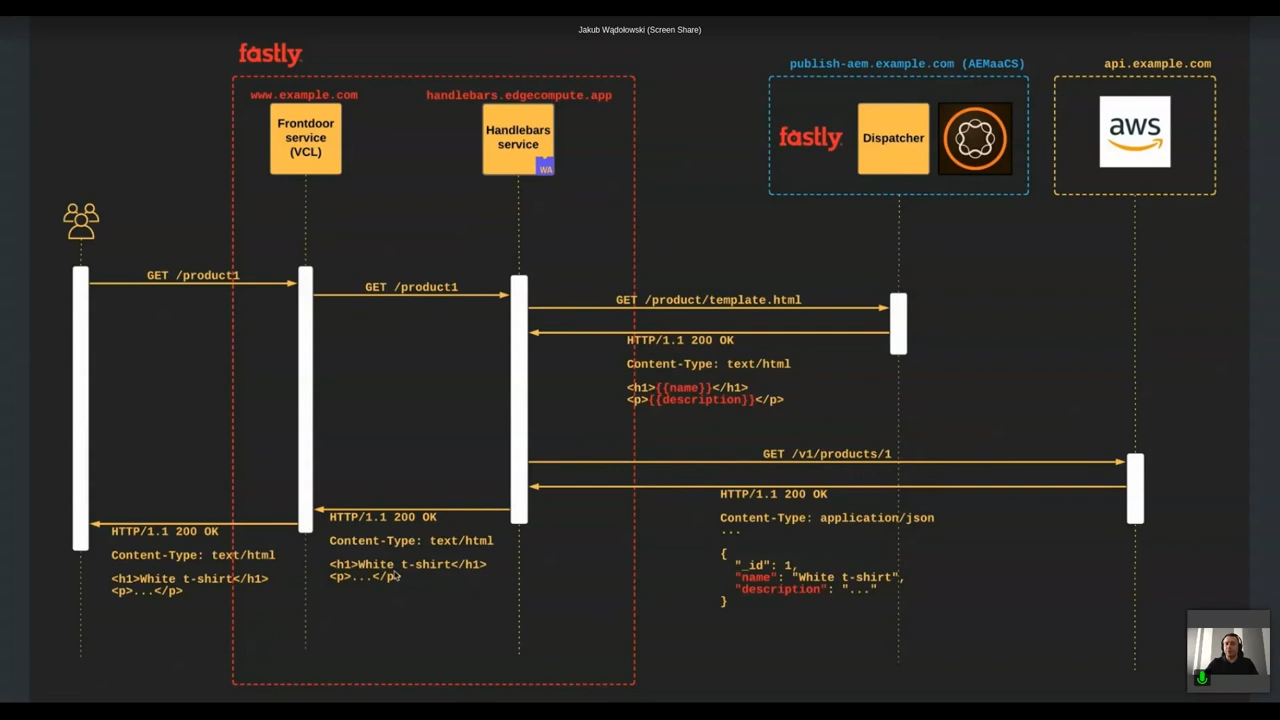 Jakub Wądołowski (Screen Share)
fastly
publish-aem.example.com (AEMaaCS)
api.example.com
www.example.com
handlebars.edgecompute.app
Frontdoor
service
(VCL)
Handlebars
service
WA
fastly
Dispatcher
aws
GET /product1
GET /product1
GET /product/template.html
HTTP/1.1 200 OK
Content-Type: text/html
<h1>{{name}}</h1>
<p>{{description}}</p>
GET /v1/products/1
HTTP/1.1 200 OK
Content-Type: application/json
...
{
"_id": 1,
"name": "White t-shirt",
"description": "..."
}
HTTP/1.1 200 OK
Content-Type: text/html
<h1>White t-shirt</h1>
<p>...</p>
HTTP/1.1 200 OK
Content-Type: text/html
<h1>White t-shirt</h1>
<p>...</p>